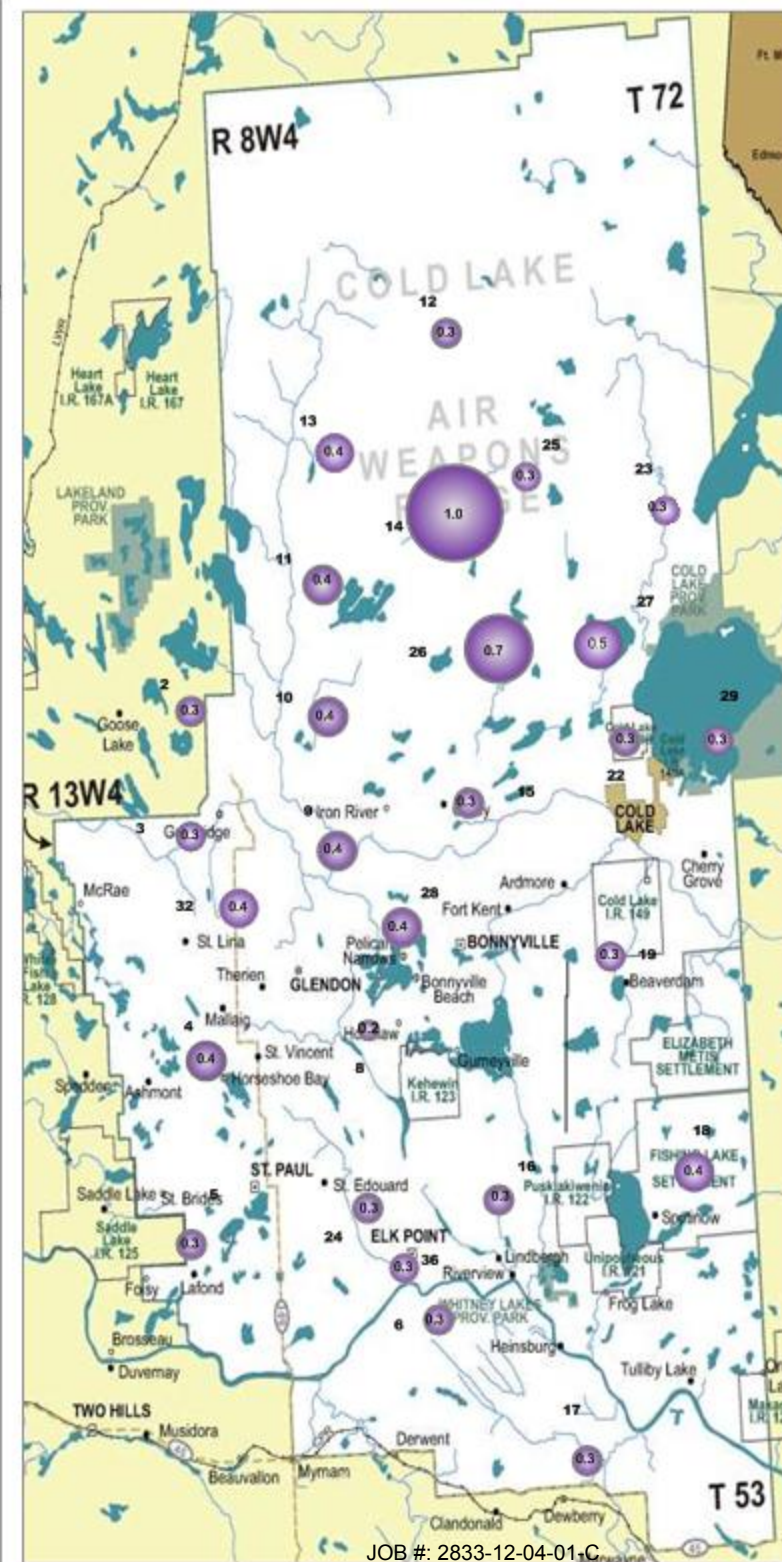 Ft. M
T 72
R 8W4
Edmo
COLD LAKE
12
0.3
Heart
Lake
I.R. 167A
Heart
Lake
I.R. 167
AIR
WEAPONS
13
0.4
25
0.3
23
0.3
LAKELAND
PROV.
PARK
14
1.0
11
0.4
COLD
LAKE
PROV.
PARK
27
0.5
26
0.7
29
0.3
2
0.3
Goose
Lake
10
0.4
0.3
22
COLD
LAKE
R 13W4
15
0.3
Iron River
3
0.3
0.4
Cherry
Grove
McRae
Ardmore
32
0.4
28
0.4
Fort Kent
Cold Lake
I.R. 149
St. Lina
Pelican
Narrows
BONNYVILLE
0.3
19
Beaverdam
Therien
GLENDON
Bonnyville
Beach
Mallaig
4
0.4
0.2
8
St. Vincent
Gurneyville
ELIZABETH
METIS
SETTLEMENT
Horseshoe Bay
Kehewin
I.R. 123
Ashmont
18
0.4
FISHING LAKE
ST. PAUL
St. Edouard
16
0.3
Puskiakiwenin
I.R. 122
Saddle Lake
St. Brides
5
0.3
Saddle
Lake
I.R. 125
0.3
24
ELK POINT
36
0.3
Lindbergh
Riverview
Unipouheos
Foisy
Lafond
Frog Lake
6
0.3
WHITNEY LAKES
PROV. PARK
Brosseau
Duvernay
Heinsburg
Tulliby Lake
TWO HILLS
Musidora
17
0.3
Derwent
Beauvallon
Myrnam
T 53
Clandonald
Dewberry
JOB #: 2833-12-04-01-C